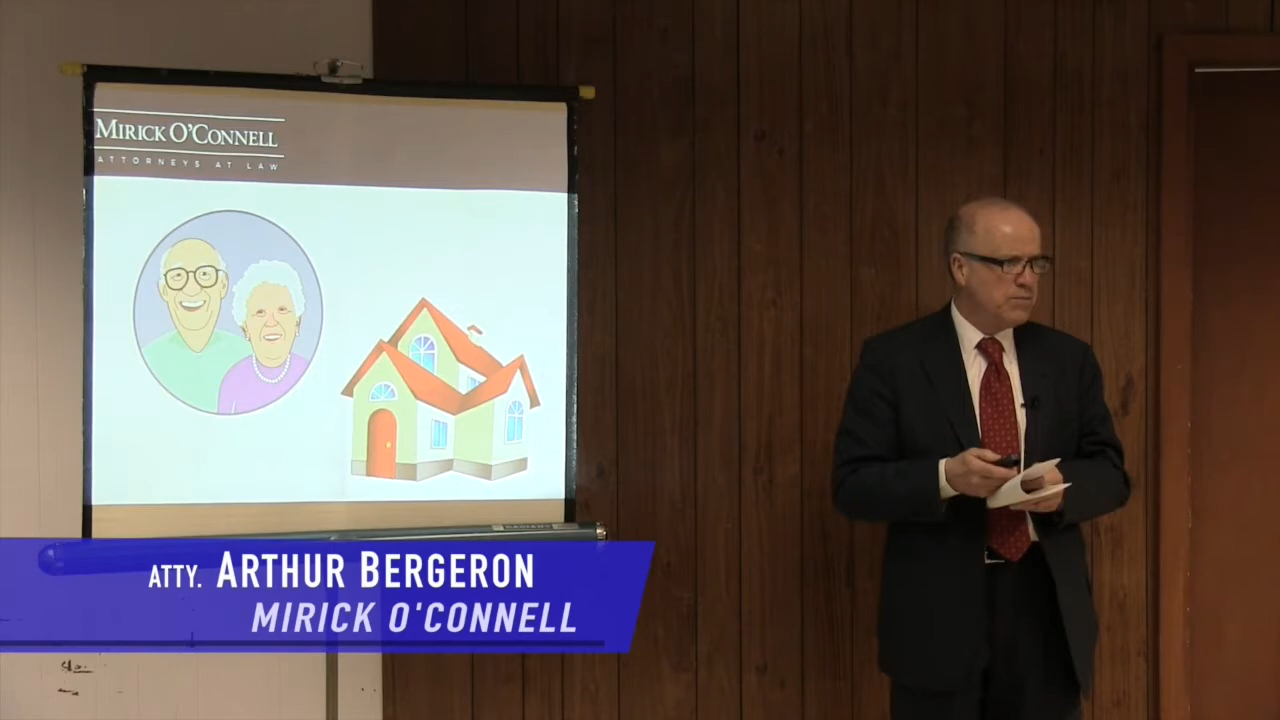 MIRICK O'CONNELL
ATTORNEYS AT LAW
ATTY. ARTHUR BERGERON
MIRICK O'CONNELL